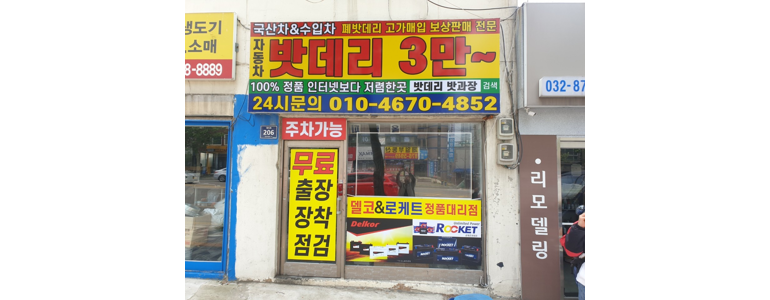 냉도기
소매
8-8889
국산차&수입차 폐밧데리 고가매입 보상판매 전문
자동차 밧데리 3만~
100% 정품 인터넷보다 저렴한곳 밧데리 밧과장 검색
24시문의 010-4670-4852
206
주차가능
무료
출장
장착
점검
델코&로케트 정품대리점
Delkor
ROCKET
032-87
리모델링